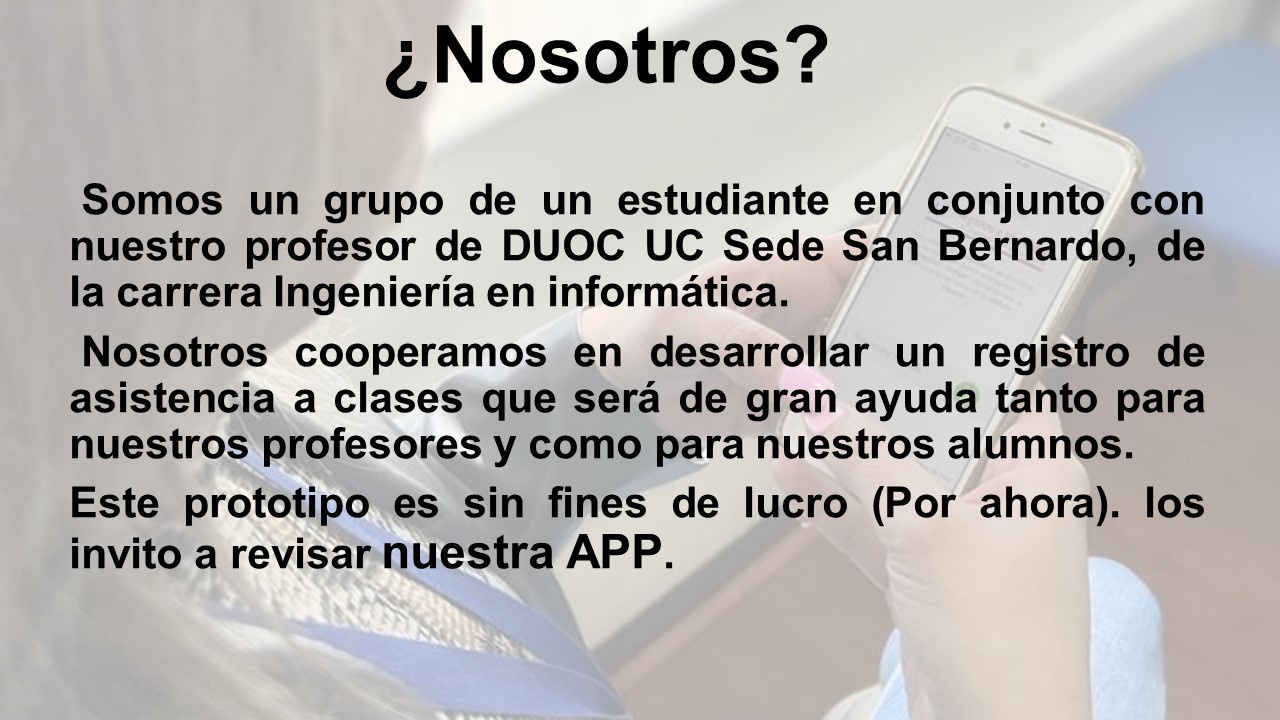 ¿Nosotros?
Somos un grupo de un estudiante en conjunto con
nuestro profesor de DUOC UC Sede San Bernardo, de
la carrera Ingeniería en informática.
Nosotros cooperamos en desarrollar un registro de
asistencia a clases que será de gran ayuda tanto para
nuestros profesores y como para nuestros alumnos.
Este prototipo es sin fines de lucro (Por ahora). los
invito a revisar nuestra APP.